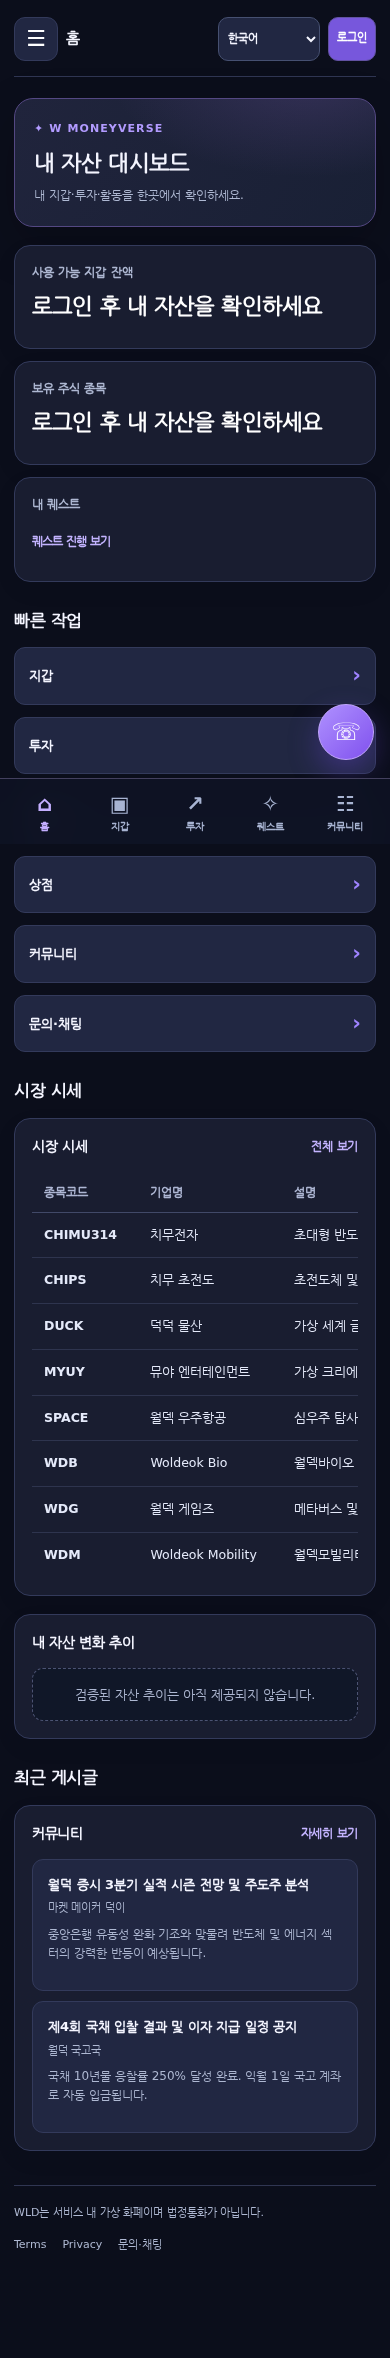 홈
한국어
로그인
✦ W MONEYVERSE
내 자산 대시보드
내 지갑·투자·활동을 한곳에서 확인하세요.
사용 가능 지갑 잔액
로그인 후 내 자산을 확인하세요
보유 주식 종목
로그인 후 내 자산을 확인하세요
내 퀘스트
퀘스트 진행 보기
빠른 작업
지갑
투자
홈 지갑 투자 퀘스트 커뮤니티
상점
커뮤니티
문의·채팅
시장 시세
시장 시세 전체 보기
종목코드 기업명 설명
CHIMU314 치무전자 초대형 반도
CHIPS 치무 초전도 초전도체 및
DUCK 덕덕 물산 가상 세계 글
MYUY 뮤야 엔터테인먼트 가상 크리에
SPACE 월덕 우주항공 심우주 탐사
WDB Woldeok Bio 월덱바이오
WDG 월덱 게임즈 메타버스 및
WDM Woldeok Mobility 월덱모빌리티
내 자산 변화 추이
검증된 자산 추이는 아직 제공되지 않습니다.
최근 게시글
커뮤니티 자세히 보기
월덕 증시 3분기 실적 시즌 전망 및 주도주 분석
마켓 메이커 덕이
중앙은행 유동성 완화 기조와 맞물려 반도체 및 에너지 섹
터의 강력한 반등이 예상됩니다.
제4회 국채 입찰 결과 및 이자 지급 일정 공지
월덕 국고국
국채 10년물 응찰률 250% 달성 완료. 익월 1일 국고 계좌
로 자동 입금됩니다.
WLD는 서비스 내 가상 화폐이며 법정통화가 아닙니다.
Terms Privacy 문의·채팅